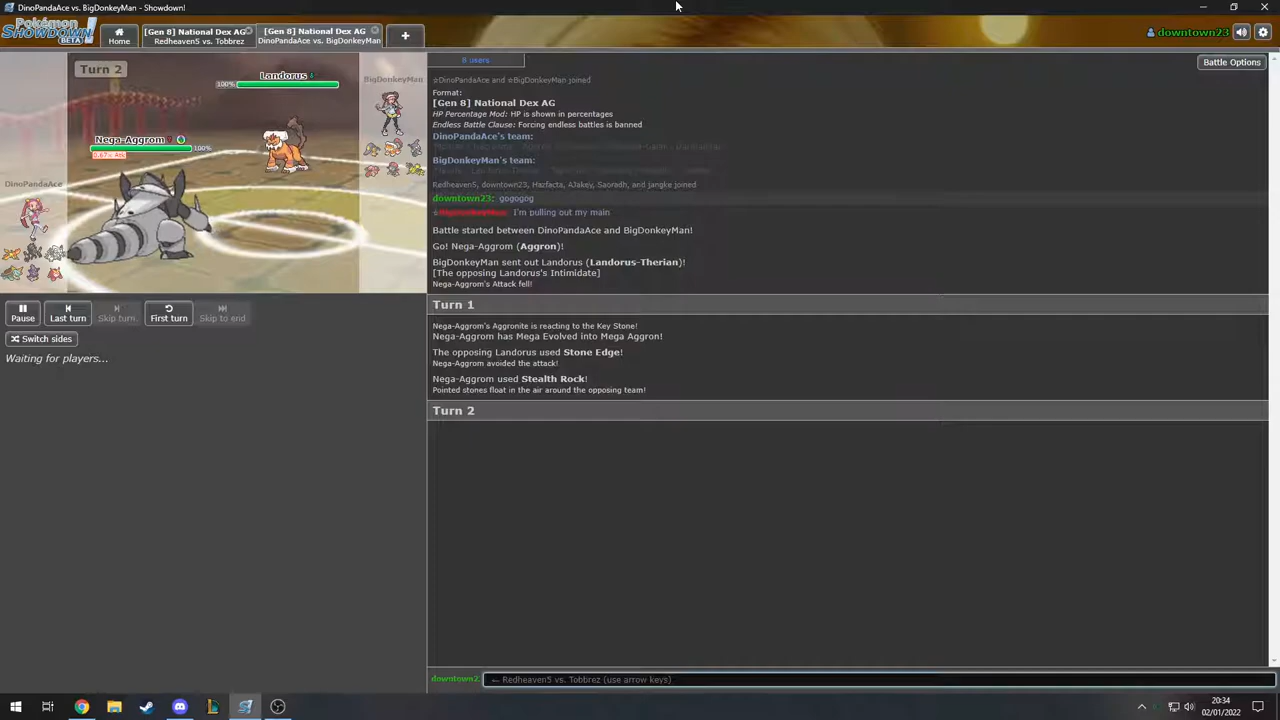 DinoPandaAce vs. BigDonkeyMan - Showdown!
Pokémon
SHOWDOWN!
BETA
Home
[Gen 8] National Dex AG
Redheaven5 vs. Tobbrez
[Gen 8] National Dex AG
DinoPandaAce vs. BigDonkeyMan
downtown23
8 users
Battle Options
Turn 2
Landorus
100%
BigDonkeyMan
Nega-Aggrom
100%
0.67× Atk
DinoPandaAce
☆DinoPandaAce and ☆BigDonkeyMan joined
Format:
[Gen 8] National Dex AG
HP Percentage Mod: HP is shown in percentages
Endless Battle Clause: Forcing endless battles is banned
DinoPandaAce's team:
BigDonkeyMan's team:
Redheaven5, downtown23, Hazfacta, AJakey, Saoradh, and jangke joined
downtown23: gogogog
I'm pulling out my main
Battle started between DinoPandaAce and BigDonkeyMan!
Go! Nega-Aggrom (Aggron)!
BigDonkeyMan sent out Landorus (Landorus-Therian)!
[The opposing Landorus's Intimidate]
Nega-Aggrom's Attack fell!
Turn 1
Nega-Aggrom's Aggronite is reacting to the Key Stone!
Nega-Aggrom has Mega Evolved into Mega Aggron!
The opposing Landorus used Stone Edge!
Nega-Aggrom avoided the attack!
Nega-Aggrom used Stealth Rock!
Pointed stones float in the air around the opposing team!
Turn 2
Pause
Last turn
Skip turn
First turn
Skip to end
Switch sides
Waiting for players...
downtown2
← Redheaven5 vs. Tobbrez (use arrow keys)
20:34
02/01/2022